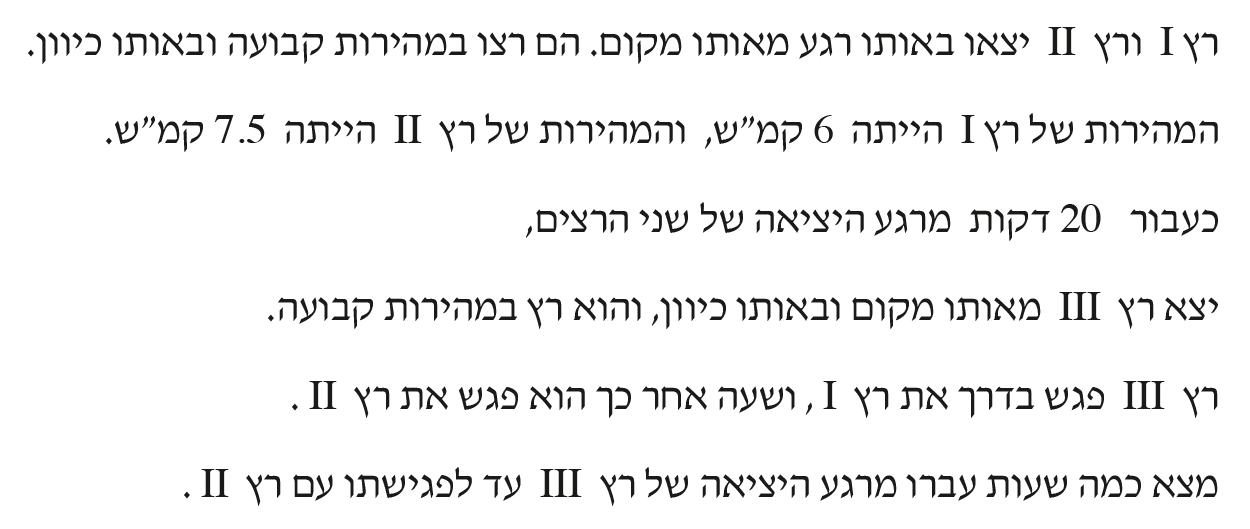 רץ I ורץ II יצאו באותו רגע מאותו מקום. הם רצו במהירות קבועה ובאותו כיוון.
המהירות של רץ I הייתה 6 קמ"ש, והמהירות של רץ II הייתה 7.5 קמ"ש.
כעבור 20 דקות מרגע היציאה של שני הרצים,
יצא רץ III מאותו מקום ובאותו כיוון, והוא רץ במהירות קבועה.
רץ III פגש בדרך את רץ I , ושעה אחר כך הוא פגש את רץ II .
מצא כמה שעות עברו מרגע היציאה של רץ III עד לפגישתו עם רץ II .